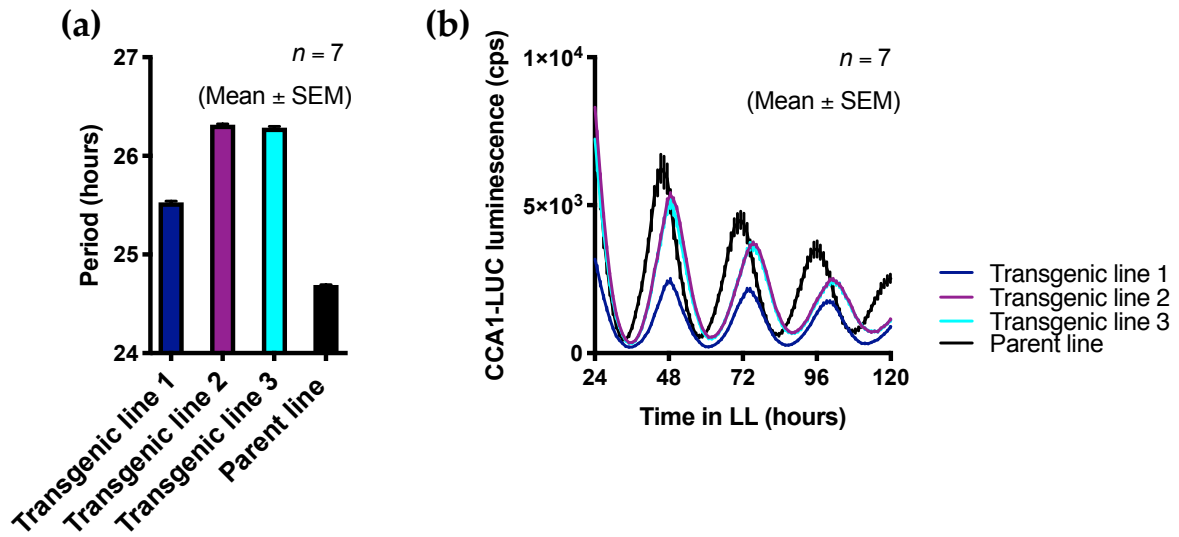 (a)
n = 7
(Mean ± SEM)
Period (hours)
27
26
25
24
Transgenic line 1
Transgenic line 2
Transgenic line 3
Parent line
(b)
n = 7
(Mean ± SEM)
CCA1-LUC luminescence (cps)
1×10⁴
5×10³
0
24
48
72
96
120
Time in LL (hours)
Transgenic line 1
Transgenic line 2
Transgenic line 3
Parent line